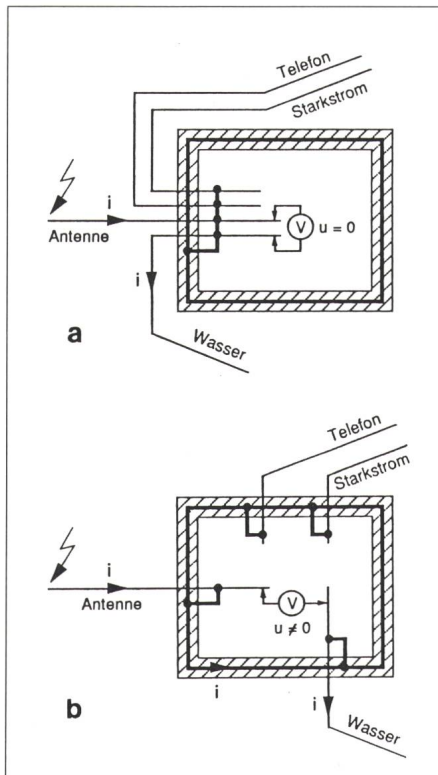 Telefon
Starkstrom
i
Antenne
V
u = 0
i
Wasser
a
Telefon
Starkstrom
i
Antenne
V
u ≠ 0
i
i
Wasser
b